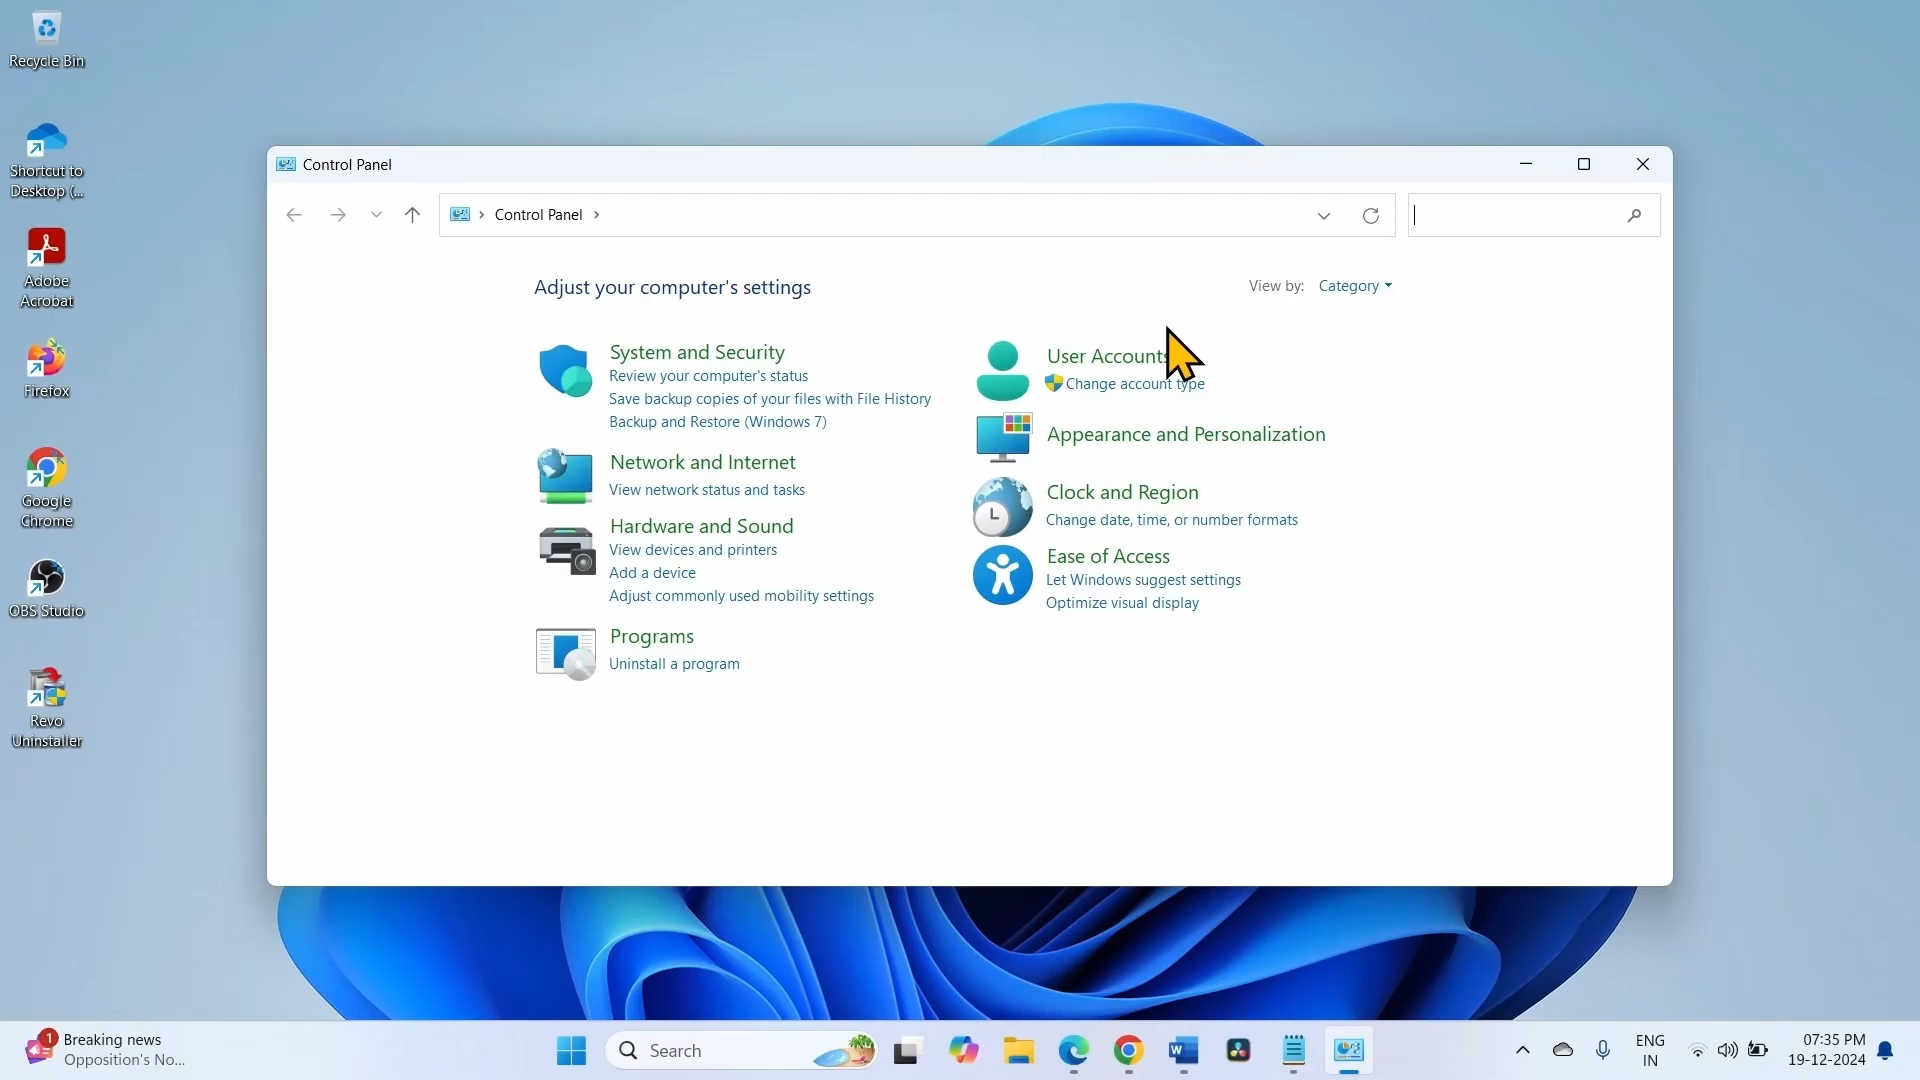 Recycle Bin
Shortcut to
Desktop (...
Adobe
Acrobat
Firefox
Google
Chrome
OBS Studio
Revo
Uninstaller
Control Panel
Control Panel
Adjust your computer's settings
View by: Category
System and Security
Review your computer's status
Save backup copies of your files with File History
Backup and Restore (Windows 7)
Network and Internet
View network status and tasks
Hardware and Sound
View devices and printers
Add a device
Adjust commonly used mobility settings
Programs
Uninstall a program
User Accounts
Change account type
Appearance and Personalization
Clock and Region
Change date, time, or number formats
Ease of Access
Let Windows suggest settings
Optimize visual display
1
Breaking news
Opposition's No...
Search
ENG
IN
07:35 PM
19-12-2024